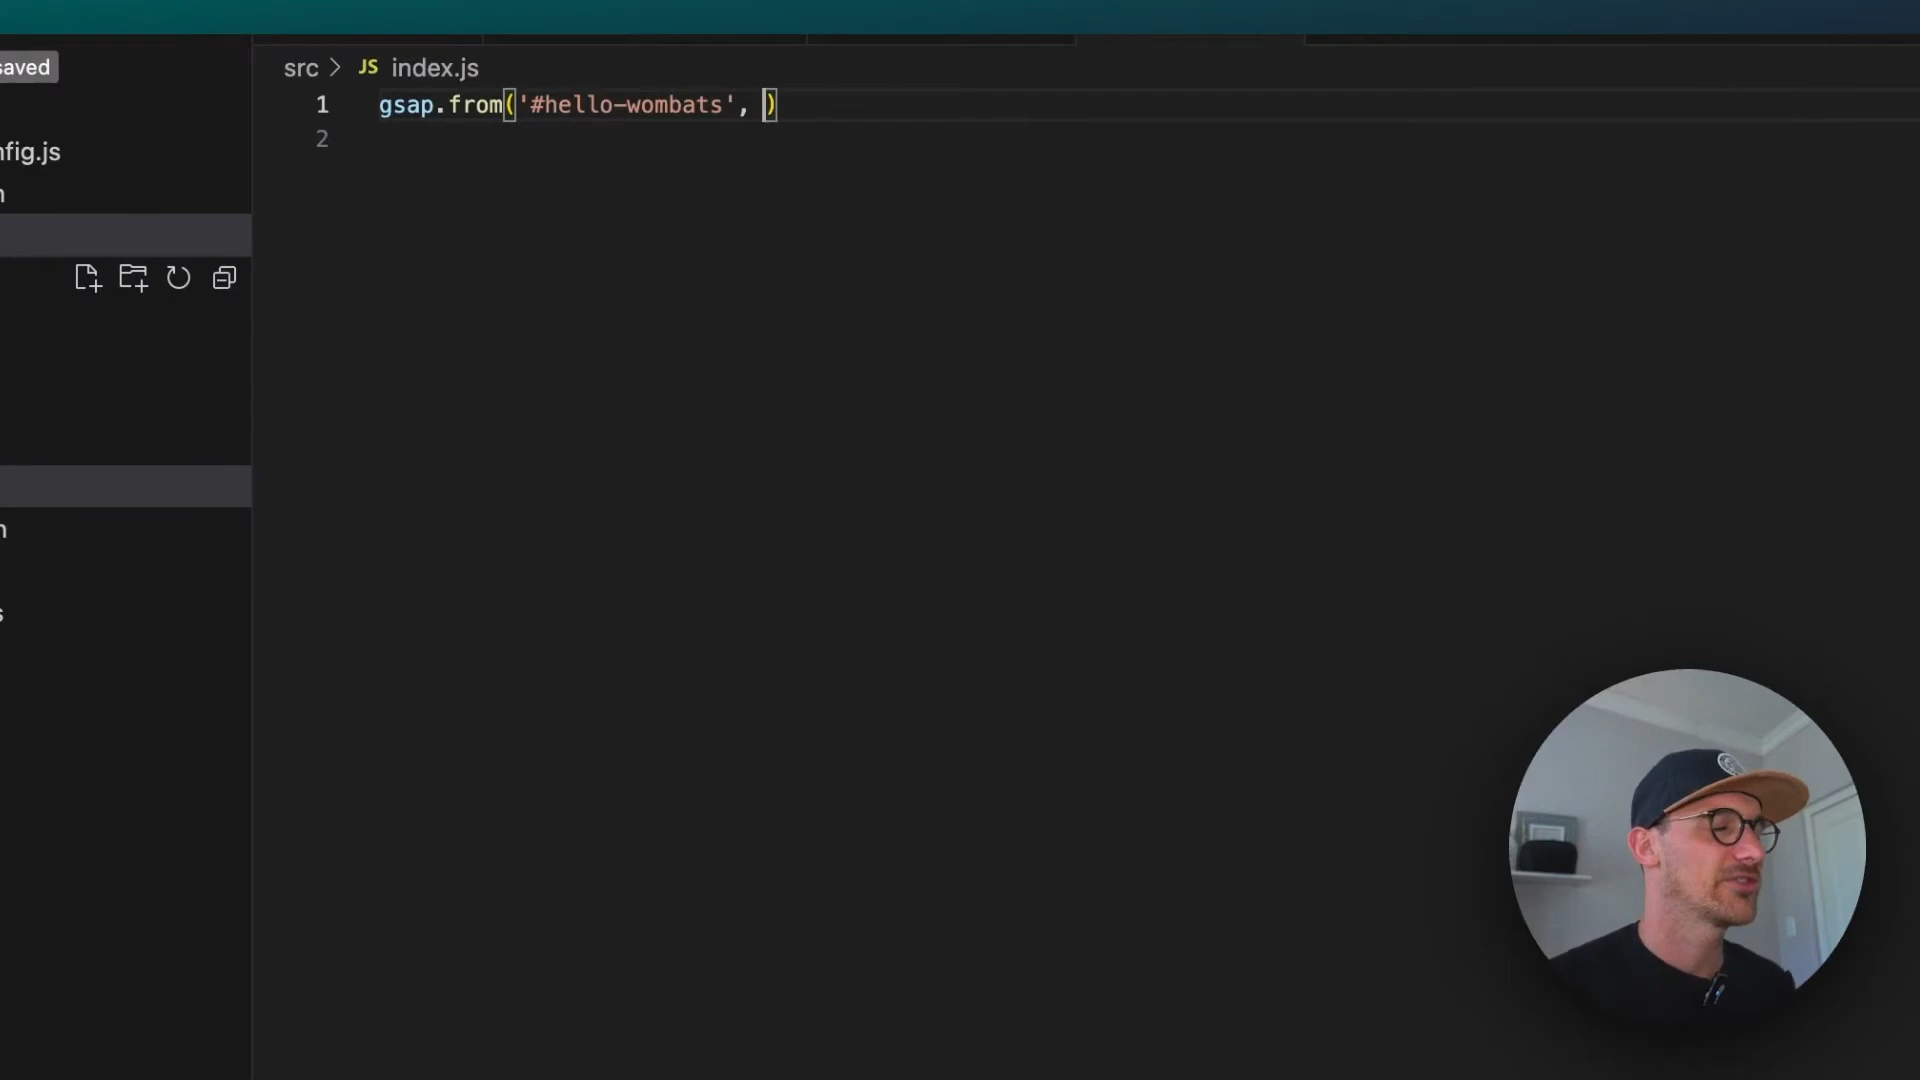 saved
src > JS index.js
1 gsap.from('#hello-wombats', )
2
nfig.js
n
n
s